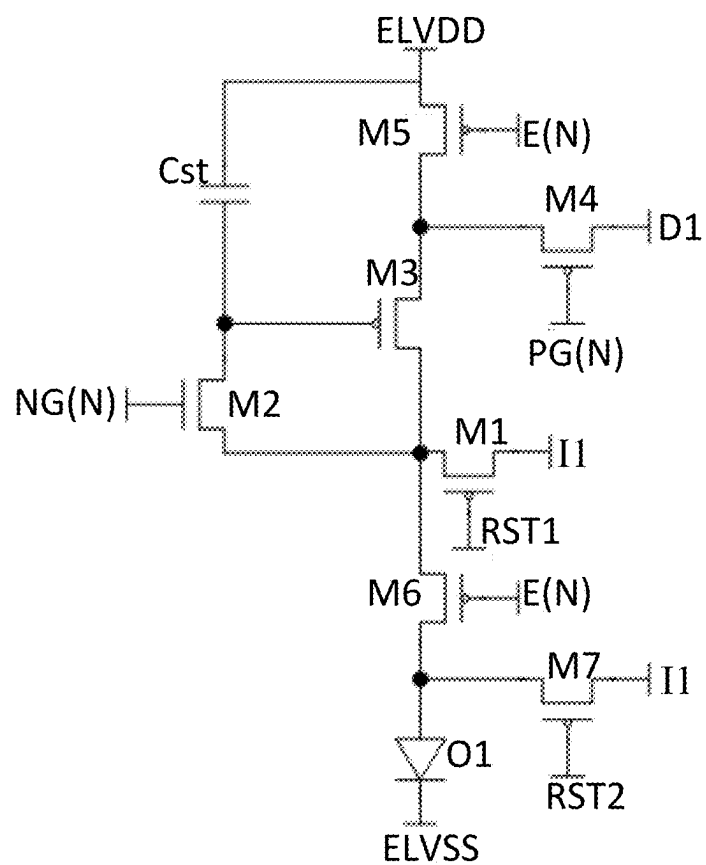 ELVDD
M5
E(N)
Cst
M4
D1
M3
PG(N)
NG(N)
M2
M1
I1
RST1
M6
E(N)
M7
I1
O1
RST2
ELVSS